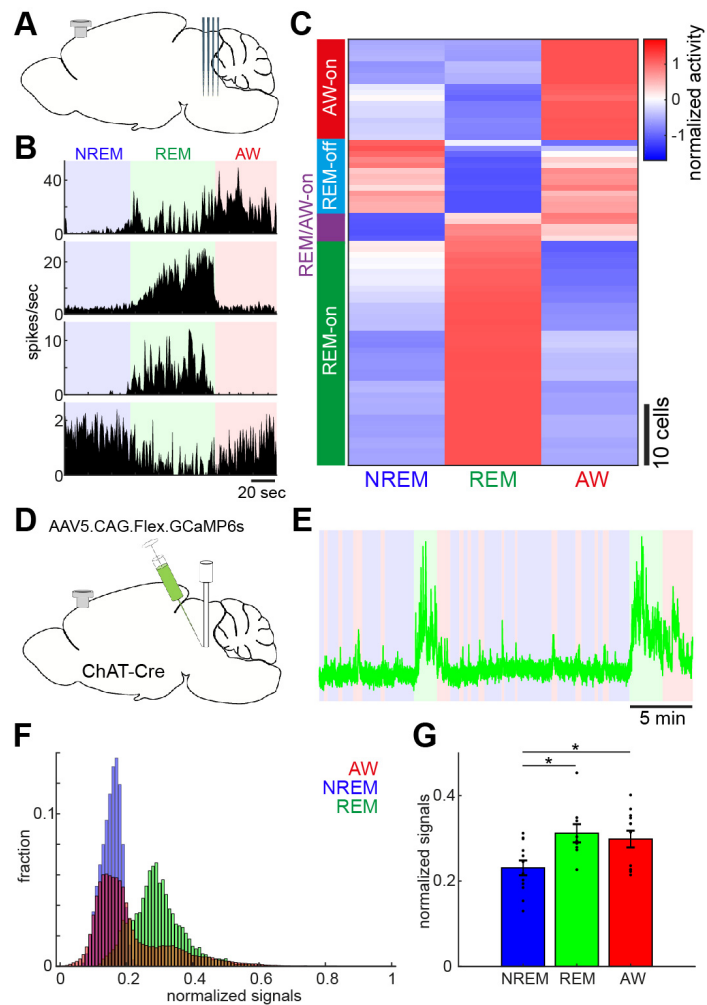 A
B
NREM REM AW
40
0
20
0
10
0
2
0
spikes/sec
20 sec
C
AW-on
REM-off
REM/AW-on
REM-on
NREM REM AW
1
0
-1
normalized activity
10 cells
D
AAV5.CAG.Flex.GCaMP6s
ChAT-Cre
E
5 min
F
AW
NREM
REM
fraction
0.1
0
0 0.2 0.4 0.6 0.8 1
normalized signals
G
* 
*
normalized signals
0.4
0.2
0
NREM REM AW